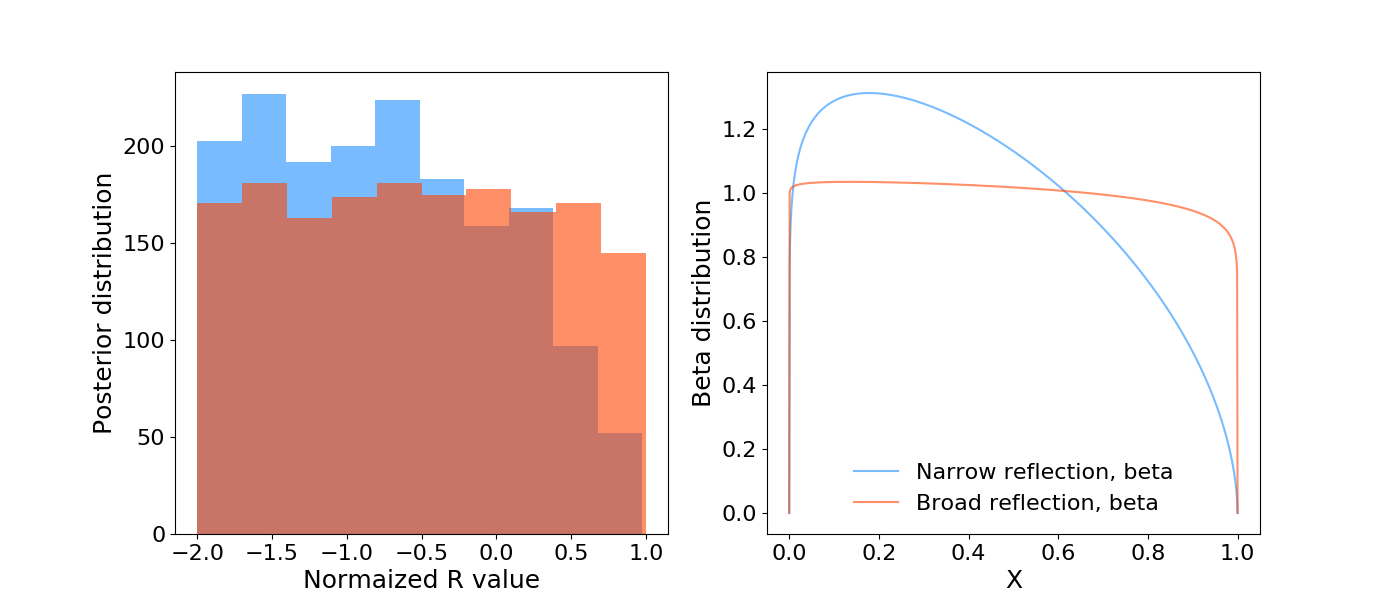 Posterior distribution
200
150
100
50
0
−2.0 −1.5 −1.0 −0.5 0.0 0.5 1.0
Normaized R value
Beta distribution
1.2
1.0
0.8
0.6
0.4
0.2
0.0
Narrow reflection, beta
Broad reflection, beta
0.0 0.2 0.4 0.6 0.8 1.0
X